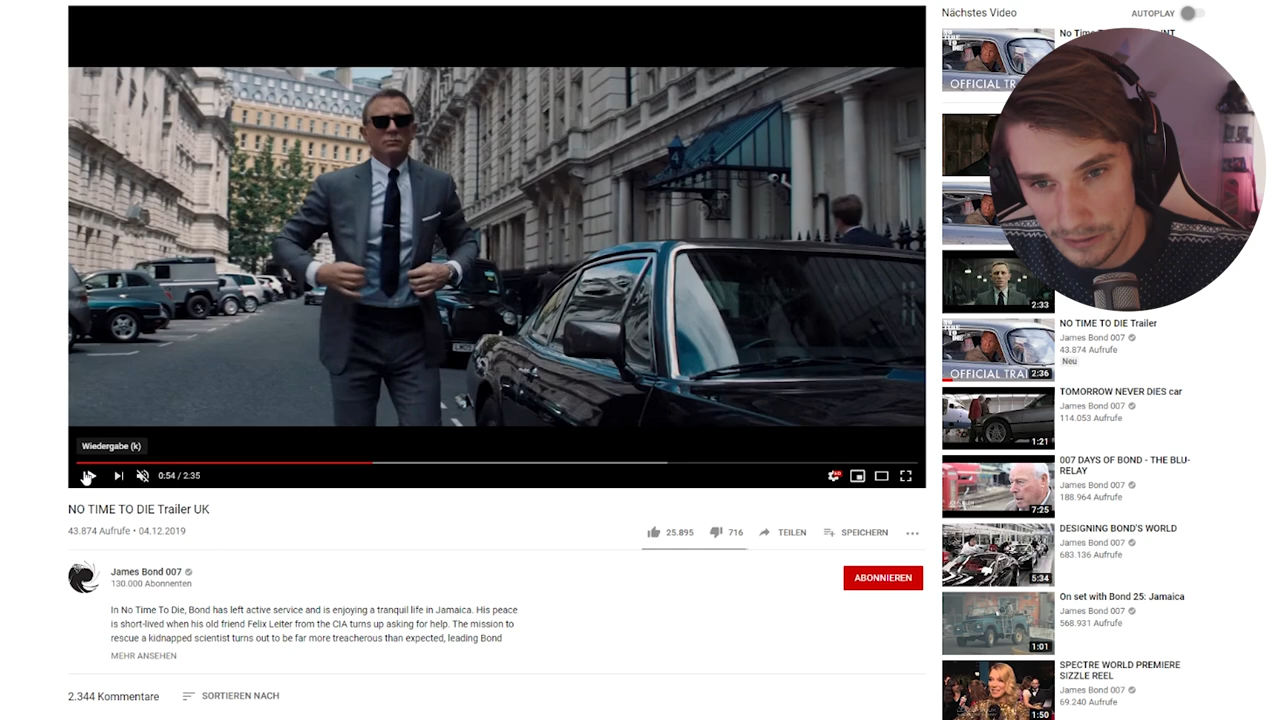 Nächstes Video
AUTOPLAY
OFFICIAL TR
Wiedergabe (k)
0:54 / 2:35
NO TIME TO DIE Trailer UK
43.874 Aufrufe • 04.12.2019
25.895
716
TEILEN
SPEICHERN
James Bond 007
130.000 Abonnenten
ABONNIEREN
In No Time To Die, Bond has left active service and is enjoying a tranquil life in Jamaica. His peace
is short-lived when his old friend Felix Leiter from the CIA turns up asking for help. The mission to
rescue a kidnapped scientist turns out to be far more treacherous than expected, leading Bond
MEHR ANSEHEN
2.344 Kommentare
SORTIEREN NACH
2:33
NO TIME TO DIE
OFFICIAL TRAI
2:36
NO TIME TO DIE Trailer
James Bond 007
43.874 Aufrufe
Neu
1:21
TOMORROW NEVER DIES car
James Bond 007
114.053 Aufrufe
7:25
007 DAYS OF BOND - THE BLU-
RELAY
James Bond 007
188.964 Aufrufe
5:34
DESIGNING BOND'S WORLD
James Bond 007
683.136 Aufrufe
1:01
On set with Bond 25: Jamaica
James Bond 007
568.931 Aufrufe
1:50
SPECTRE WORLD PREMIERE
SIZZLE REEL
James Bond 007
69.240 Aufrufe